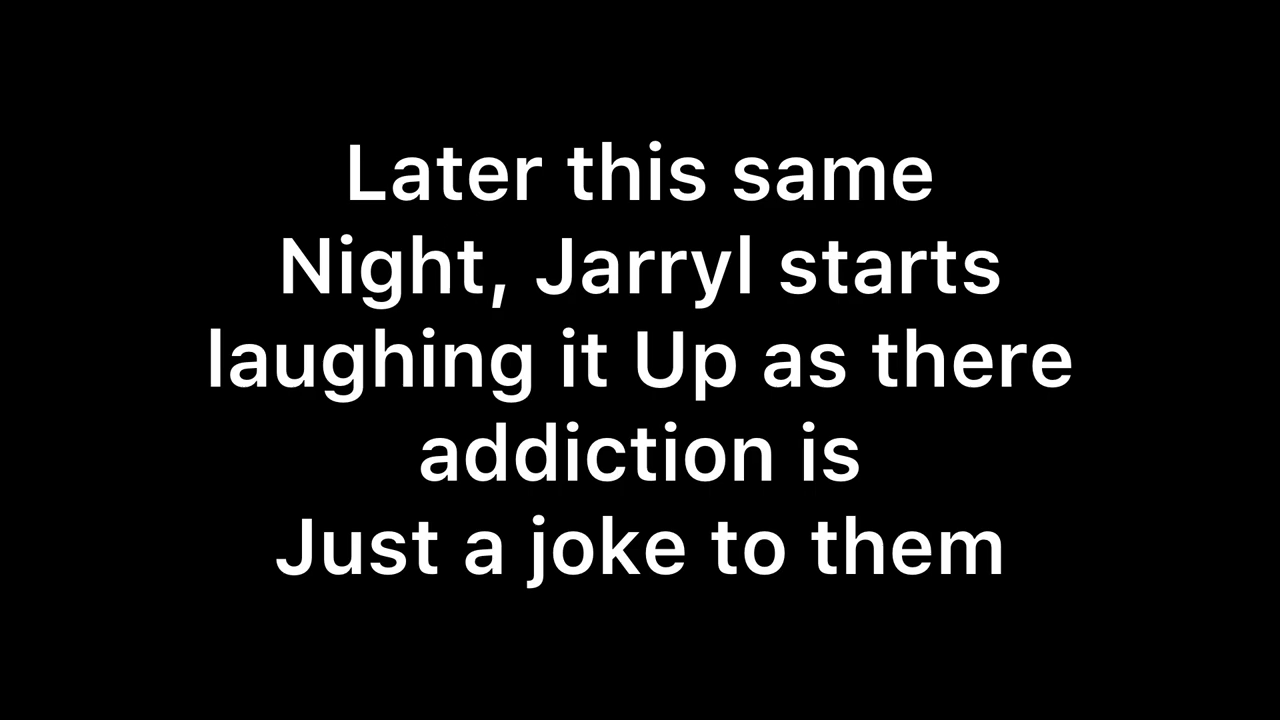 Later this same
Night, Jarryl starts
laughing it Up as there
addiction is
Just a joke to them